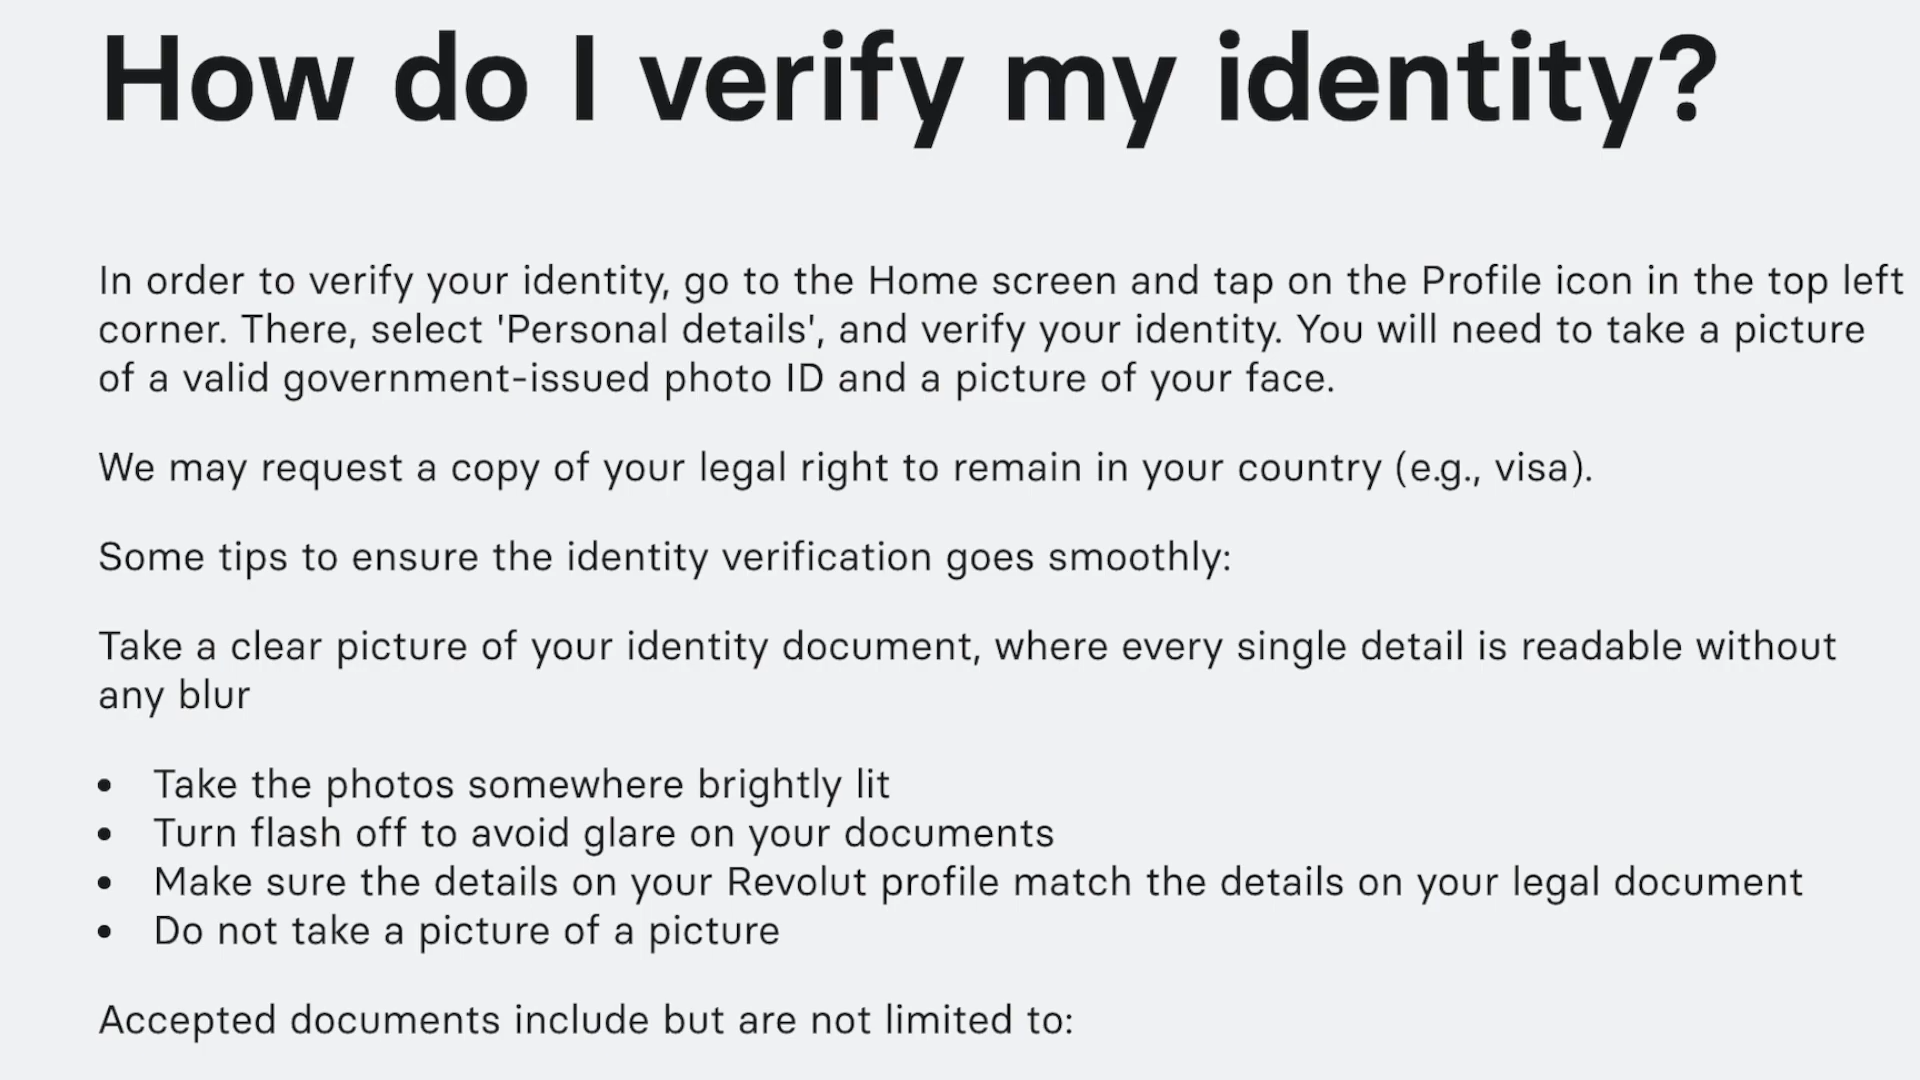 How do I verify my identity?
In order to verify your identity, go to the Home screen and tap on the Profile icon in the top left
corner. There, select 'Personal details', and verify your identity. You will need to take a picture
of a valid government-issued photo ID and a picture of your face.
We may request a copy of your legal right to remain in your country (e.g., visa).
Some tips to ensure the identity verification goes smoothly:
Take a clear picture of your identity document, where every single detail is readable without
any blur
• Take the photos somewhere brightly lit
• Turn flash off to avoid glare on your documents
• Make sure the details on your Revolut profile match the details on your legal document
• Do not take a picture of a picture
Accepted documents include but are not limited to: